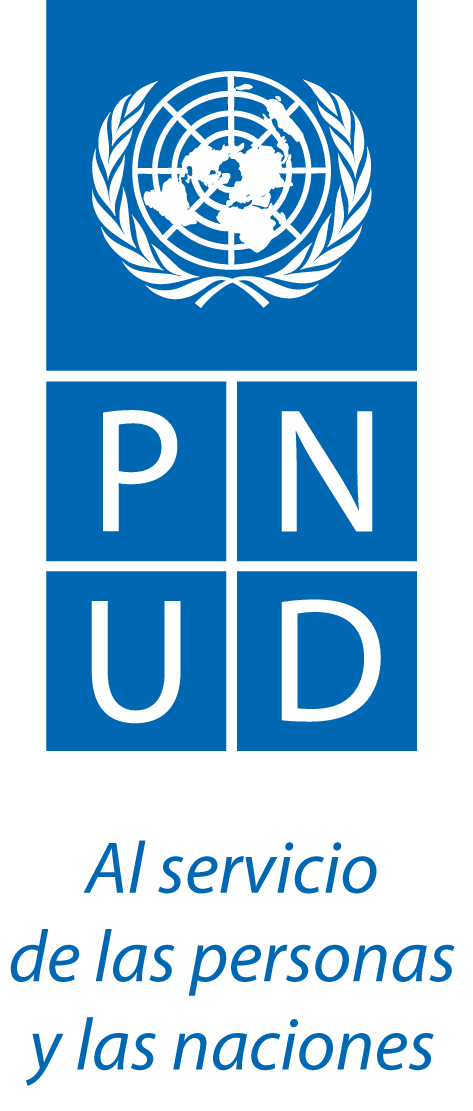 P N
U D
Al servicio
de las personas
y las naciones